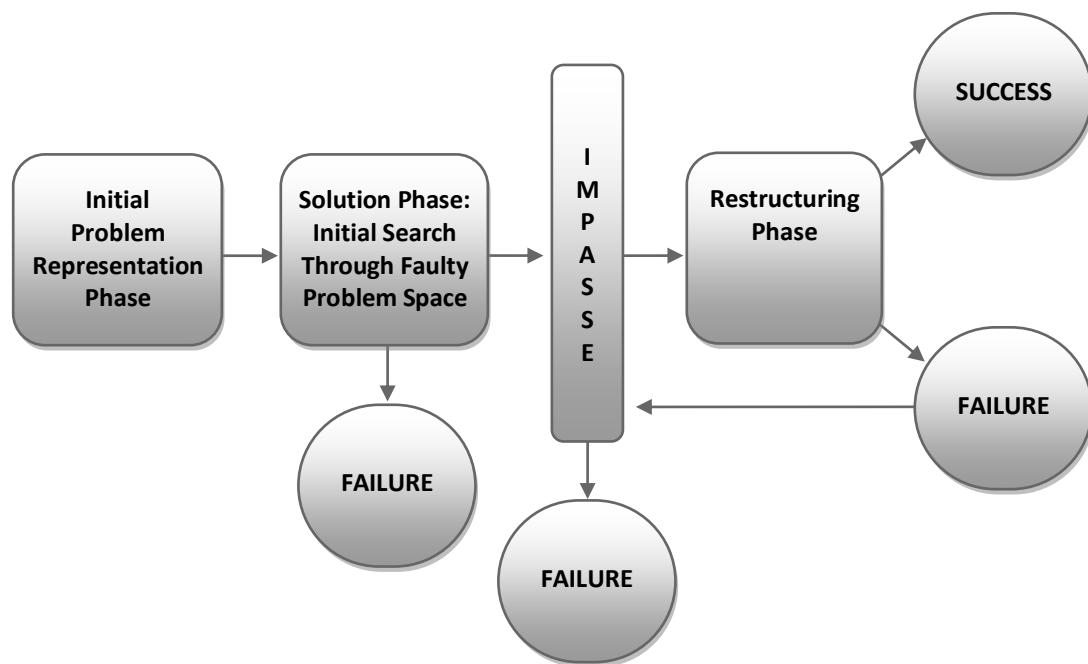 Initial
Problem
Representation
Phase
Solution Phase:
Initial Search
Through Faulty
Problem Space
FAILURE
I
M
P
A
S
S
E
FAILURE
Restructuring
Phase
SUCCESS
FAILURE